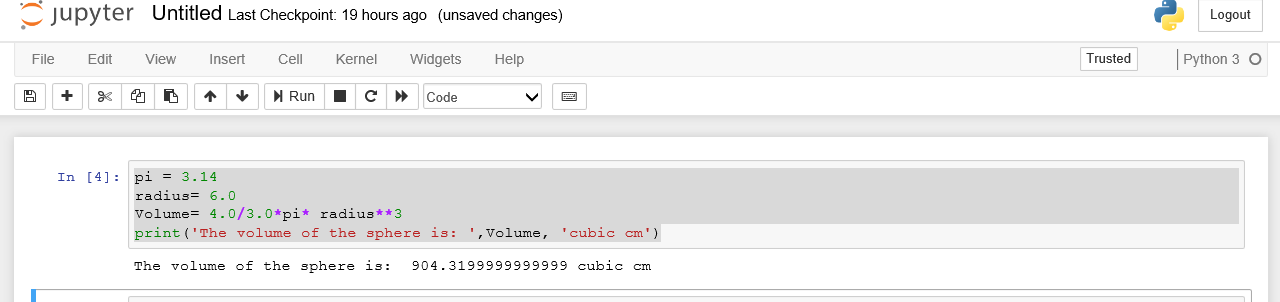 jupyter Untitled Last Checkpoint: 19 hours ago (unsaved changes) Logout
File Edit View Insert Cell Kernel Widgets Help Trusted Python 3
Run Code
In [4]: pi = 3.14
radius= 6.0
Volume= 4.0/3.0*pi* radius**3
print('The volume of the sphere is: ',Volume, 'cubic cm')
The volume of the sphere is:  904.3199999999999 cubic cm